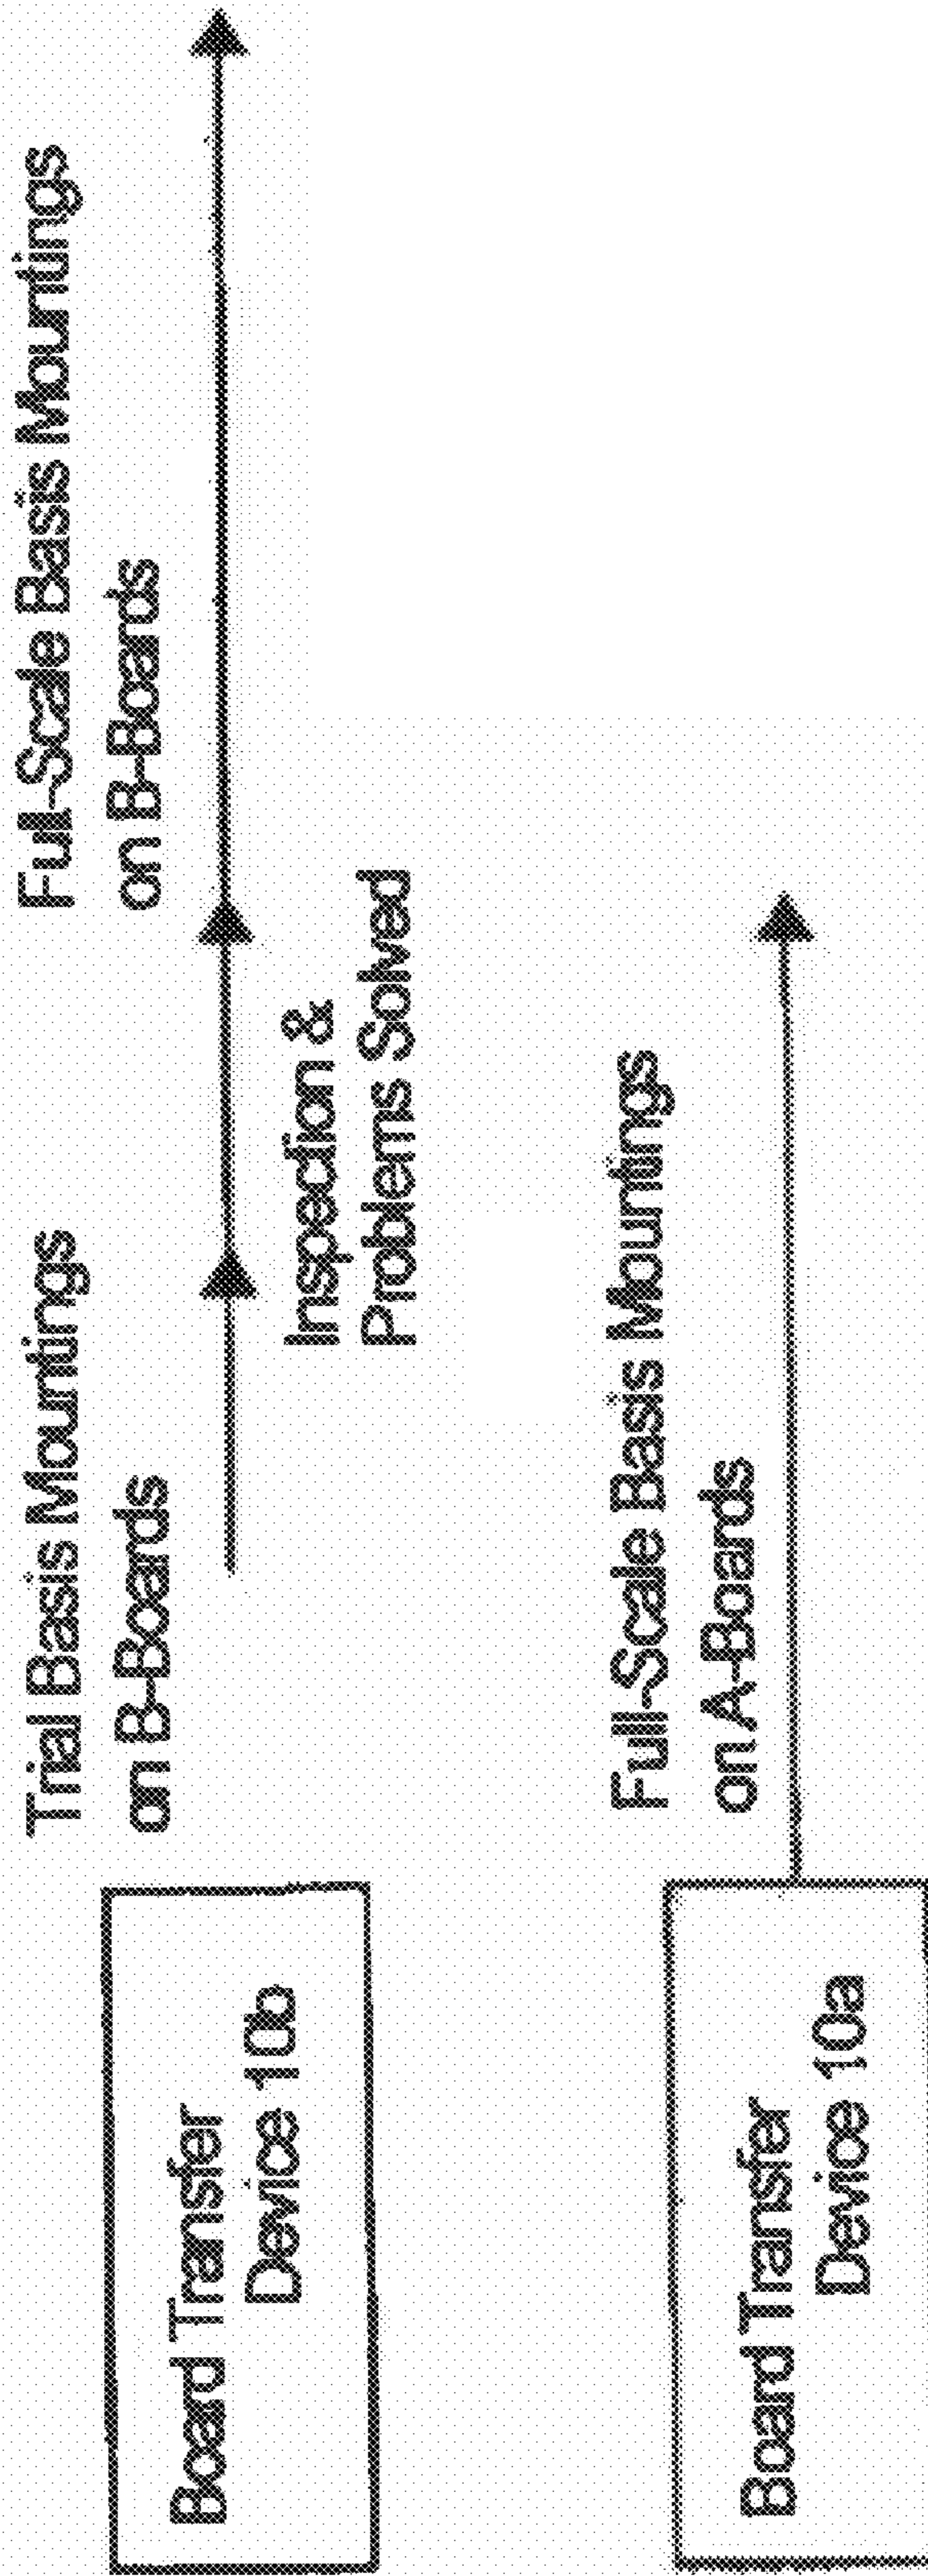 Board Transfer
Device 10b
Trial Basis Mountings
on B-Boards
Inspection &
Problems Solved
Full-Scale Basis Mountings
on B-Boards
Board Transfer
Device 10a
Full-Scale Basis Mountings
on A-Boards